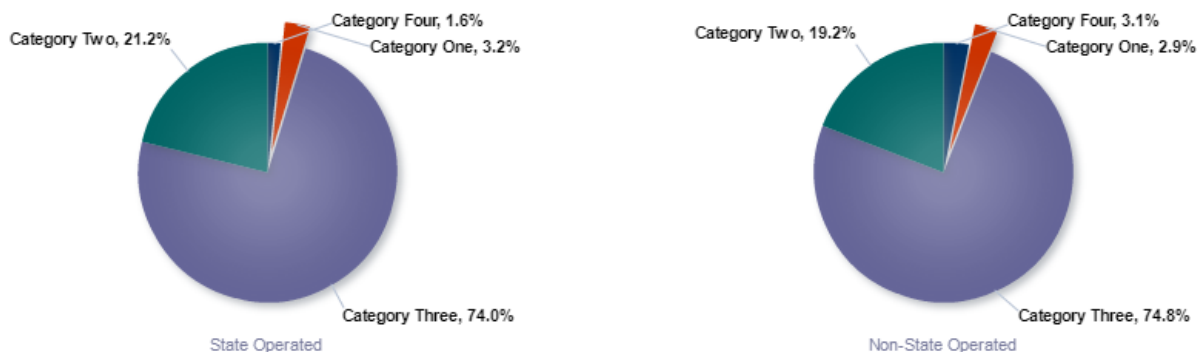 Category Four, 1.6%
Category Two, 21.2%
Category One, 3.2%
Category Three, 74.0%
State Operated
Category Four, 3.1%
Category Two, 19.2%
Category One, 2.9%
Category Three, 74.8%
Non-State Operated